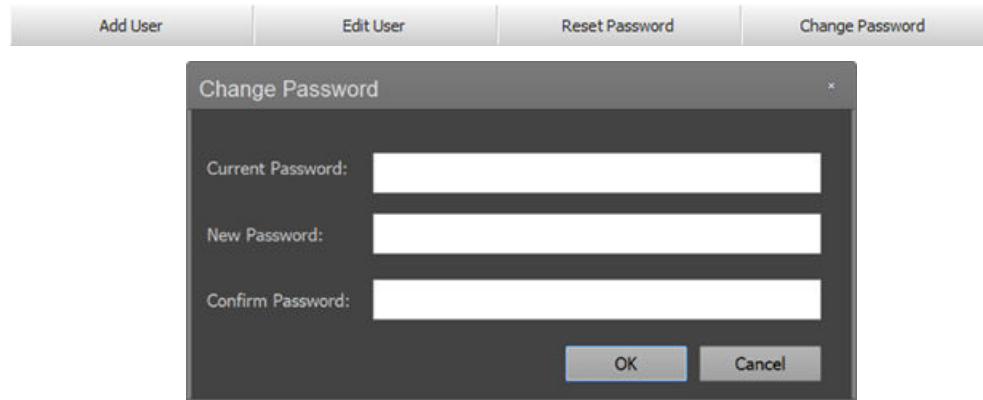 Add User Edit User Reset Password Change Password
Change Password
Current Password:
New Password:
Confirm Password:
OK Cancel